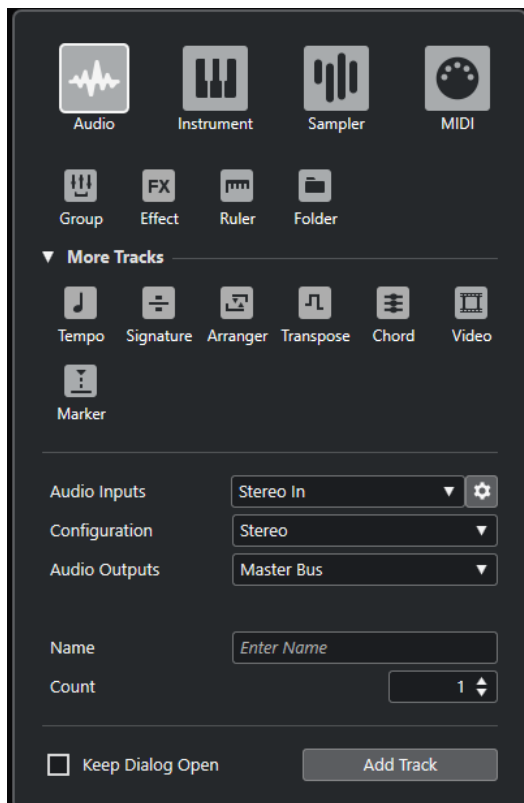 Audio Instrument Sampler MIDI
FX
Group Effect Ruler Folder
▼ More Tracks
Tempo Signature Arranger Transpose Chord Video
Marker
Audio Inputs Stereo In
Configuration Stereo
Audio Outputs Master Bus
Name Enter Name
Count 1
Keep Dialog Open Add Track